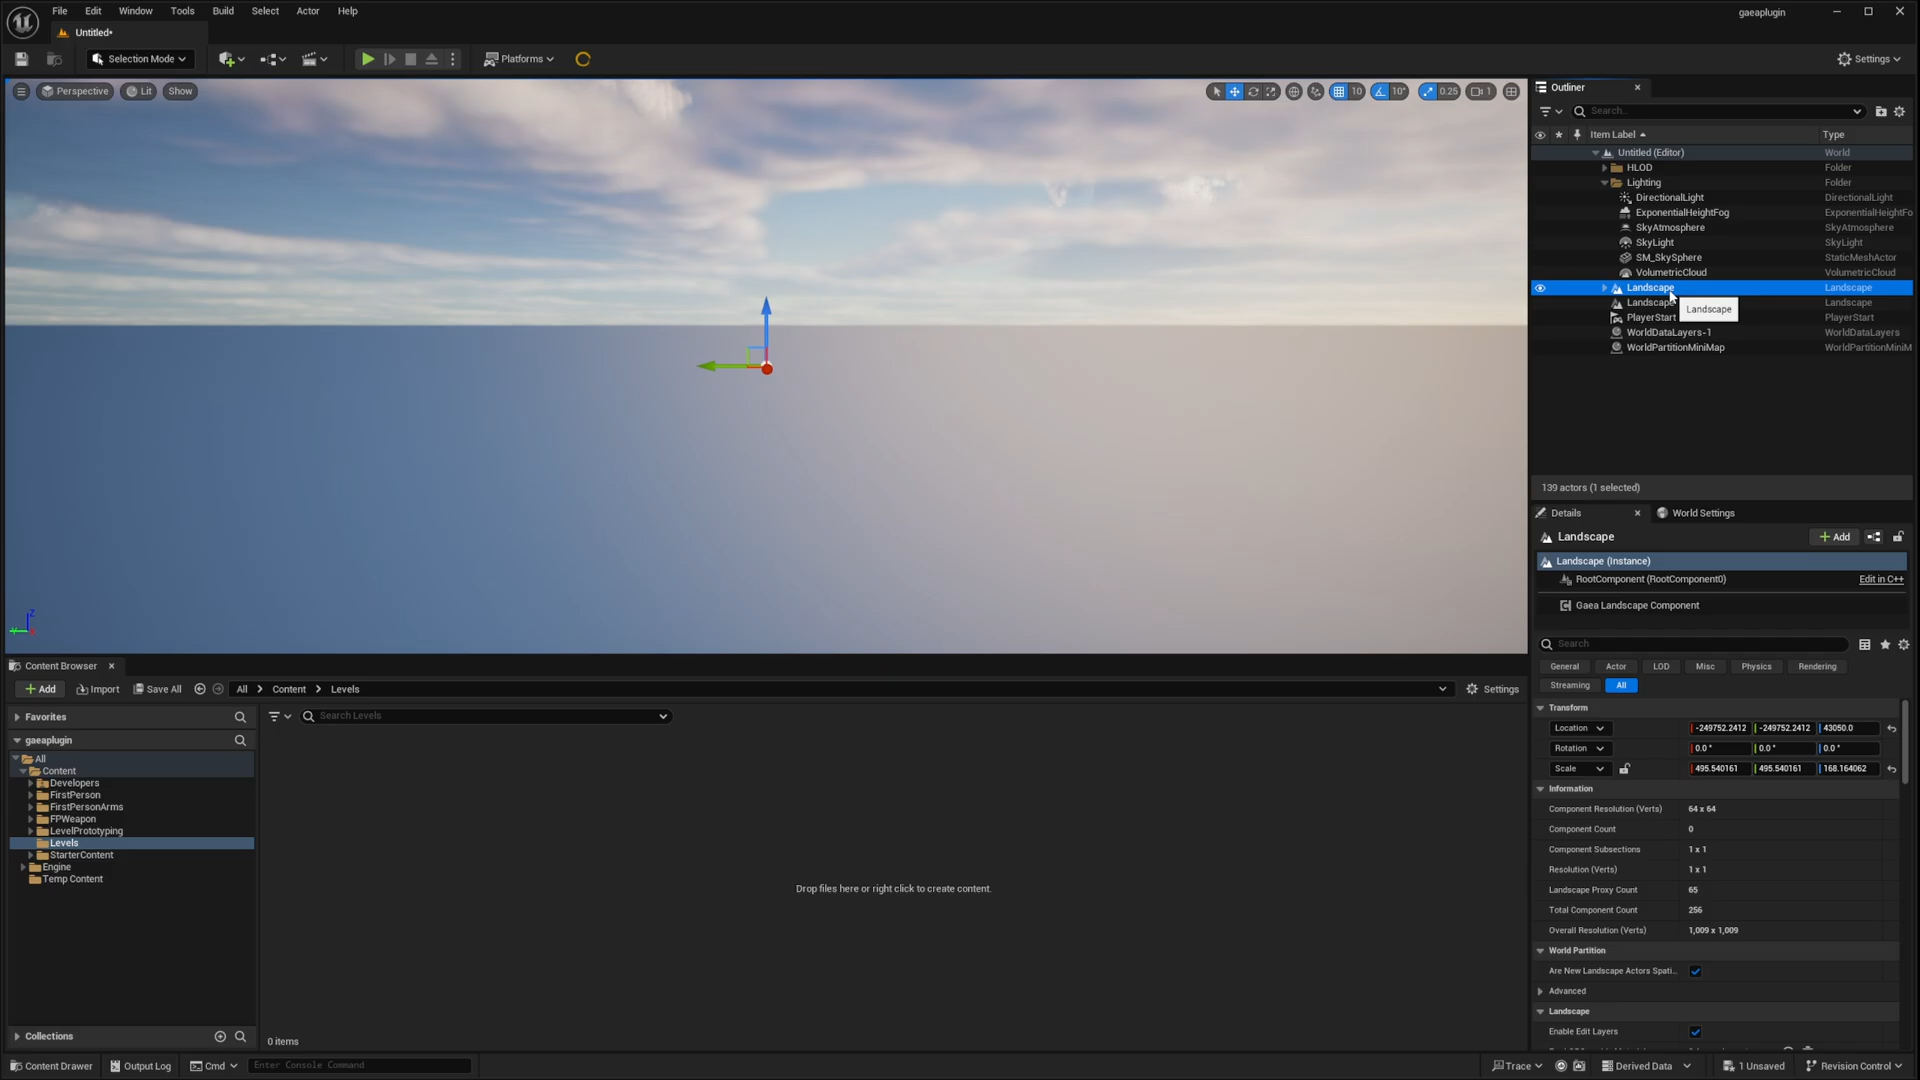 File Edit Window Tools Build Select Actor Help
gaeaplugin
Untitled*
Selection Mode
Platforms
Settings
Perspective Lit Show
10 10° 0.25 1
Outliner
Search...
Item Label Type
Untitled (Editor) World
HLOD Folder
Lighting Folder
DirectionalLight DirectionalLight
ExponentialHeightFog ExponentialHeightFo
SkyAtmosphere SkyAtmosphere
SkyLight SkyLight
SM_SkySphere StaticMeshActor
VolumetricCloud VolumetricCloud
Landscape Landscape
Landscape Landscape
Landscape
PlayerStart PlayerStart
WorldDataLayers-1 WorldDataLayers
WorldPartitionMiniMap WorldPartitionMiniM
139 actors (1 selected)
Details World Settings
Landscape
Add
Landscape (Instance)
RootComponent (RootComponent0) Edit in C++
Gaea Landscape Component
Search
General Actor LOD Misc Physics Rendering
Streaming All
Transform
Location -249752.2412 -249752.2412 43050.0
Rotation 0.0 ° 0.0 ° 0.0 °
Scale 495.540161 495.540161 168.164062
Information
Component Resolution (Verts) 64 x 64
Component Count 0
Component Subsections 1 x 1
Resolution (Verts) 1 x 1
Landscape Proxy Count 65
Total Component Count 256
Overall Resolution (Verts) 1,009 x 1,009
World Partition
Are New Landscape Actors Spati...
Advanced
Landscape
Enable Edit Layers
Z
Content Browser
Add Import Save All All Content Levels Settings
Favorites
Search Levels
gaeaplugin
All
Content
Developers
FirstPerson
FirstPersonArms
FPWeapon
LevelPrototyping
Levels
StarterContent
Engine
Temp Content
Drop files here or right click to create content.
Collections
0 items
Content Drawer Output Log Cmd Enter Console Command
Trace Derived Data 1 Unsaved Revision Control